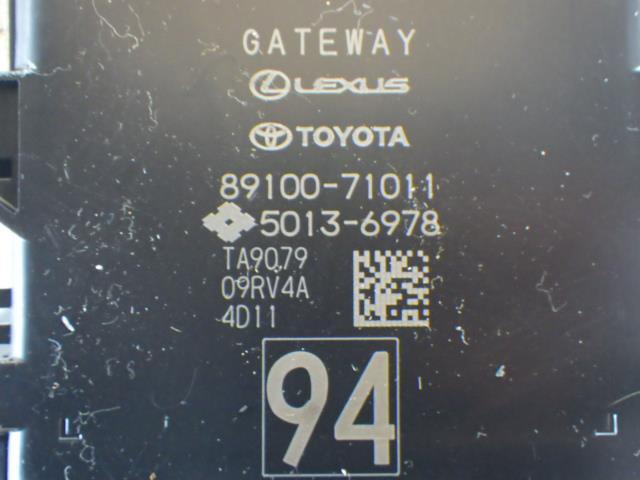 GATEWAY
LEXUS
TOYOTA
89100-71011
5013-6978
TA9079
09RV4A
4D11
94